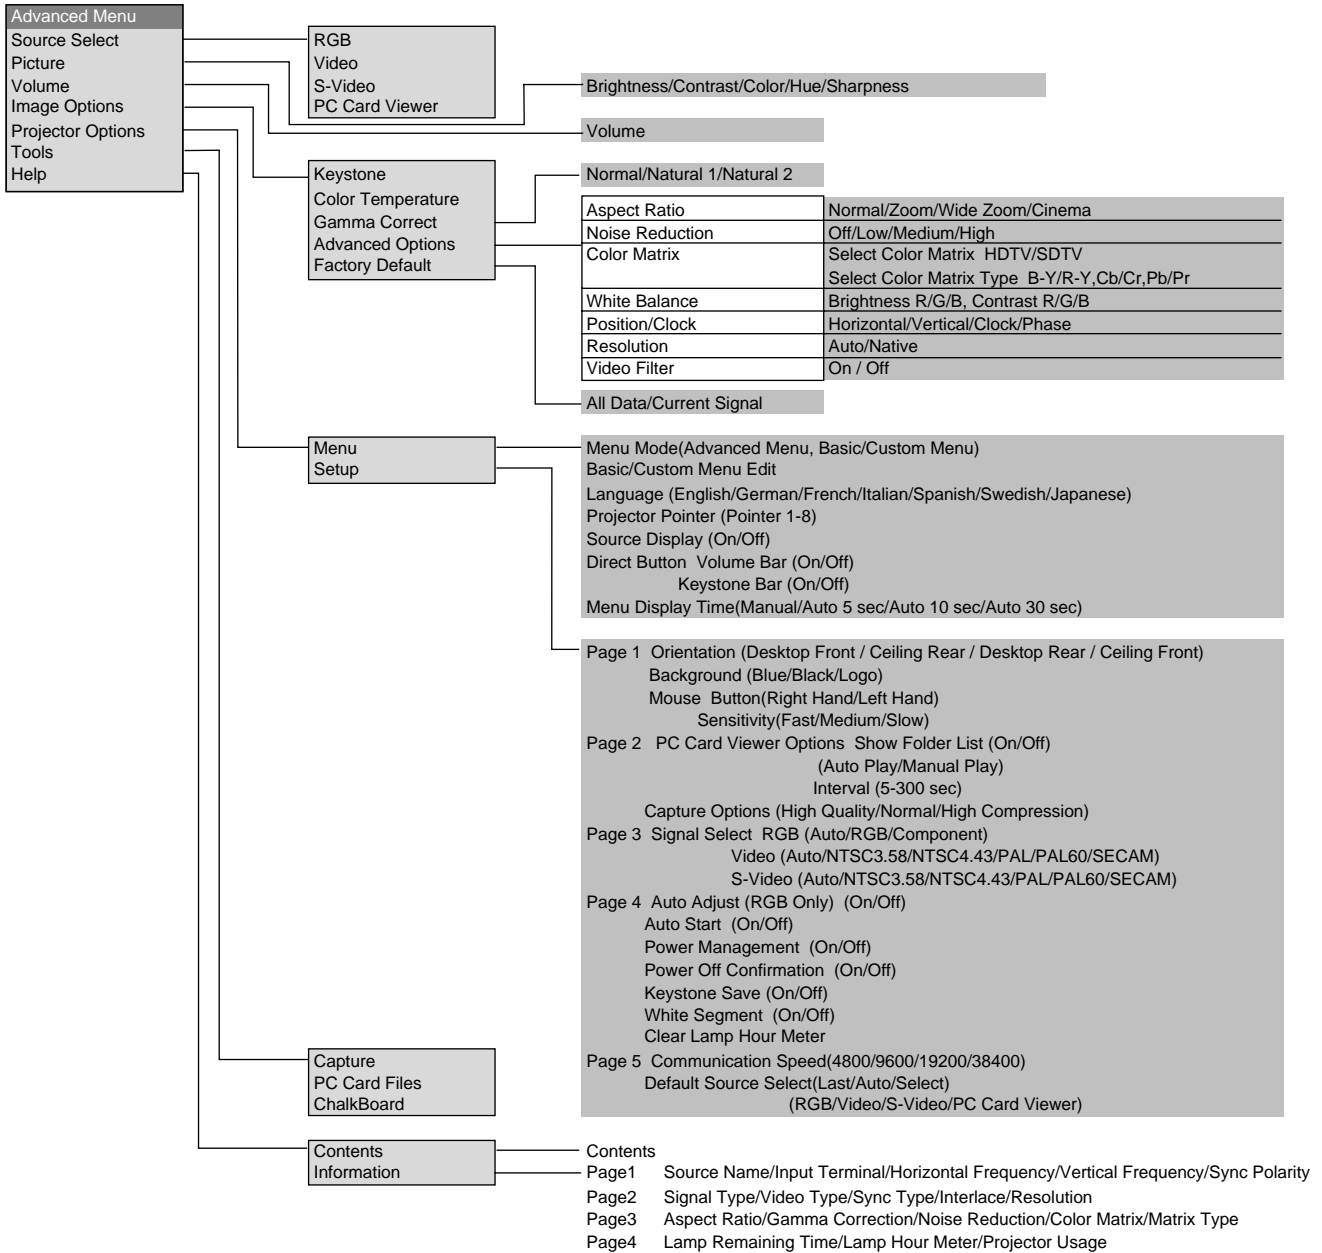 Advanced Menu
Source Select
Picture
Volume
Image Options
Projector Options
Tools
Help
RGB
Video
S-Video
PC Card Viewer
Brightness/Contrast/Color/Hue/Sharpness
Volume
Keystone
Color Temperature
Gamma Correct
Advanced Options
Factory Default
Normal/Natural 1/Natural 2
Aspect Ratio Normal/Zoom/Wide Zoom/Cinema
Noise Reduction Off/Low/Medium/High
Color Matrix Select Color Matrix HDTV/SDTV
Select Color Matrix Type B-Y/R-Y,Cb/Cr,Pb/Pr
White Balance Brightness R/G/B, Contrast R/G/B
Position/Clock Horizontal/Vertical/Clock/Phase
Resolution Auto/Native
Video Filter On / Off
All Data/Current Signal
Menu
Setup
Menu Mode(Advanced Menu, Basic/Custom Menu)
Basic/Custom Menu Edit
Language (English/German/French/Italian/Spanish/Swedish/Japanese)
Projector Pointer (Pointer 1-8)
Source Display (On/Off)
Direct Button Volume Bar (On/Off)
Keystone Bar (On/Off)
Menu Display Time(Manual/Auto 5 sec/Auto 10 sec/Auto 30 sec)
Page 1 Orientation (Desktop Front / Ceiling Rear / Desktop Rear / Ceiling Front)
Background (Blue/Black/Logo)
Mouse Button(Right Hand/Left Hand)
Sensitivity(Fast/Medium/Slow)
Page 2 PC Card Viewer Options Show Folder List (On/Off)
(Auto Play/Manual Play)
Interval (5-300 sec)
Capture Options (High Quality/Normal/High Compression)
Page 3 Signal Select RGB (Auto/RGB/Component)
Video (Auto/NTSC3.58/NTSC4.43/PAL/PAL60/SECAM)
S-Video (Auto/NTSC3.58/NTSC4.43/PAL/PAL60/SECAM)
Page 4 Auto Adjust (RGB Only) (On/Off)
Auto Start (On/Off)
Power Management (On/Off)
Power Off Confirmation (On/Off)
Keystone Save (On/Off)
White Segment (On/Off)
Clear Lamp Hour Meter
Page 5 Communication Speed(4800/9600/19200/38400)
Default Source Select(Last/Auto/Select)
(RGB/Video/S-Video/PC Card Viewer)
Capture
PC Card Files
ChalkBoard
Contents
Information
Contents
Page1 Source Name/Input Terminal/Horizontal Frequency/Vertical Frequency/Sync Polarity
Page2 Signal Type/Video Type/Sync Type/Interlace/Resolution
Page3 Aspect Ratio/Gamma Correction/Noise Reduction/Color Matrix/Matrix Type
Page4 Lamp Remaining Time/Lamp Hour Meter/Projector Usage